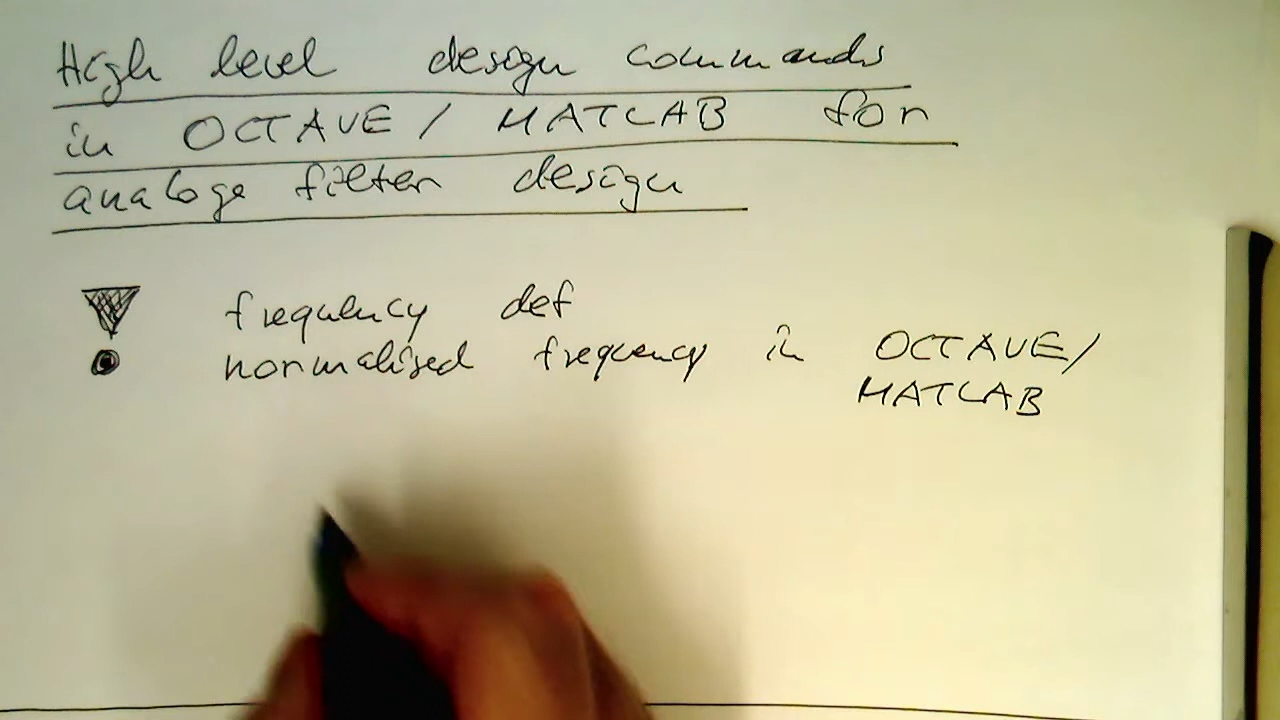 High level design commands
in OCTAVE / MATLAB for
analoge filter design
frequency def
normalised frequency in OCTAVE/
MATLAB